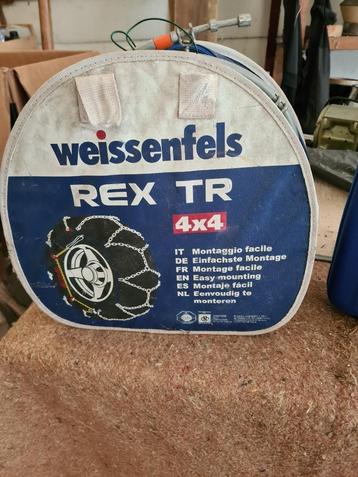 weissenfels
REX TR
4x4
IT Montaggio facile
DE Einfachste Montage
FR Montage facile
EN Easy mounting
ES Montaje fácil
NL Eenvoudig te
monteren